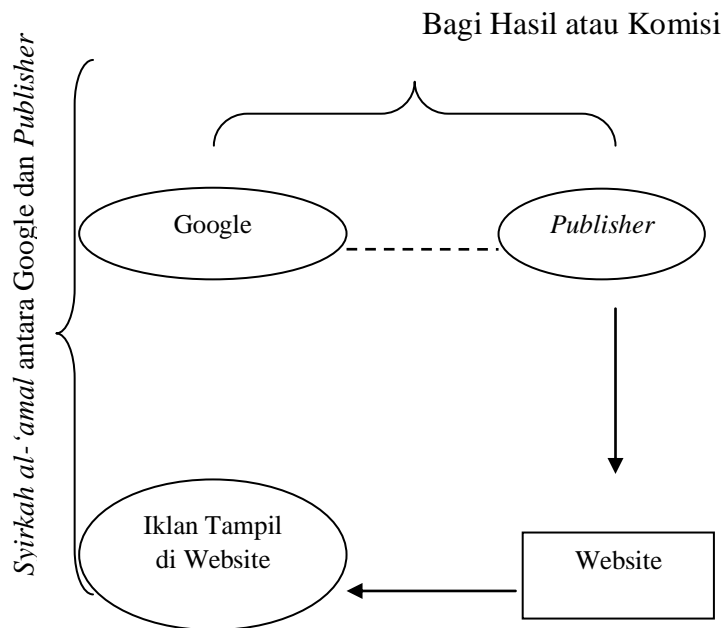 Bagi Hasil atau Komisi
Syirkah al-‘amal antara Google dan Publisher
Google
Publisher
Iklan Tampil
di Website
Website